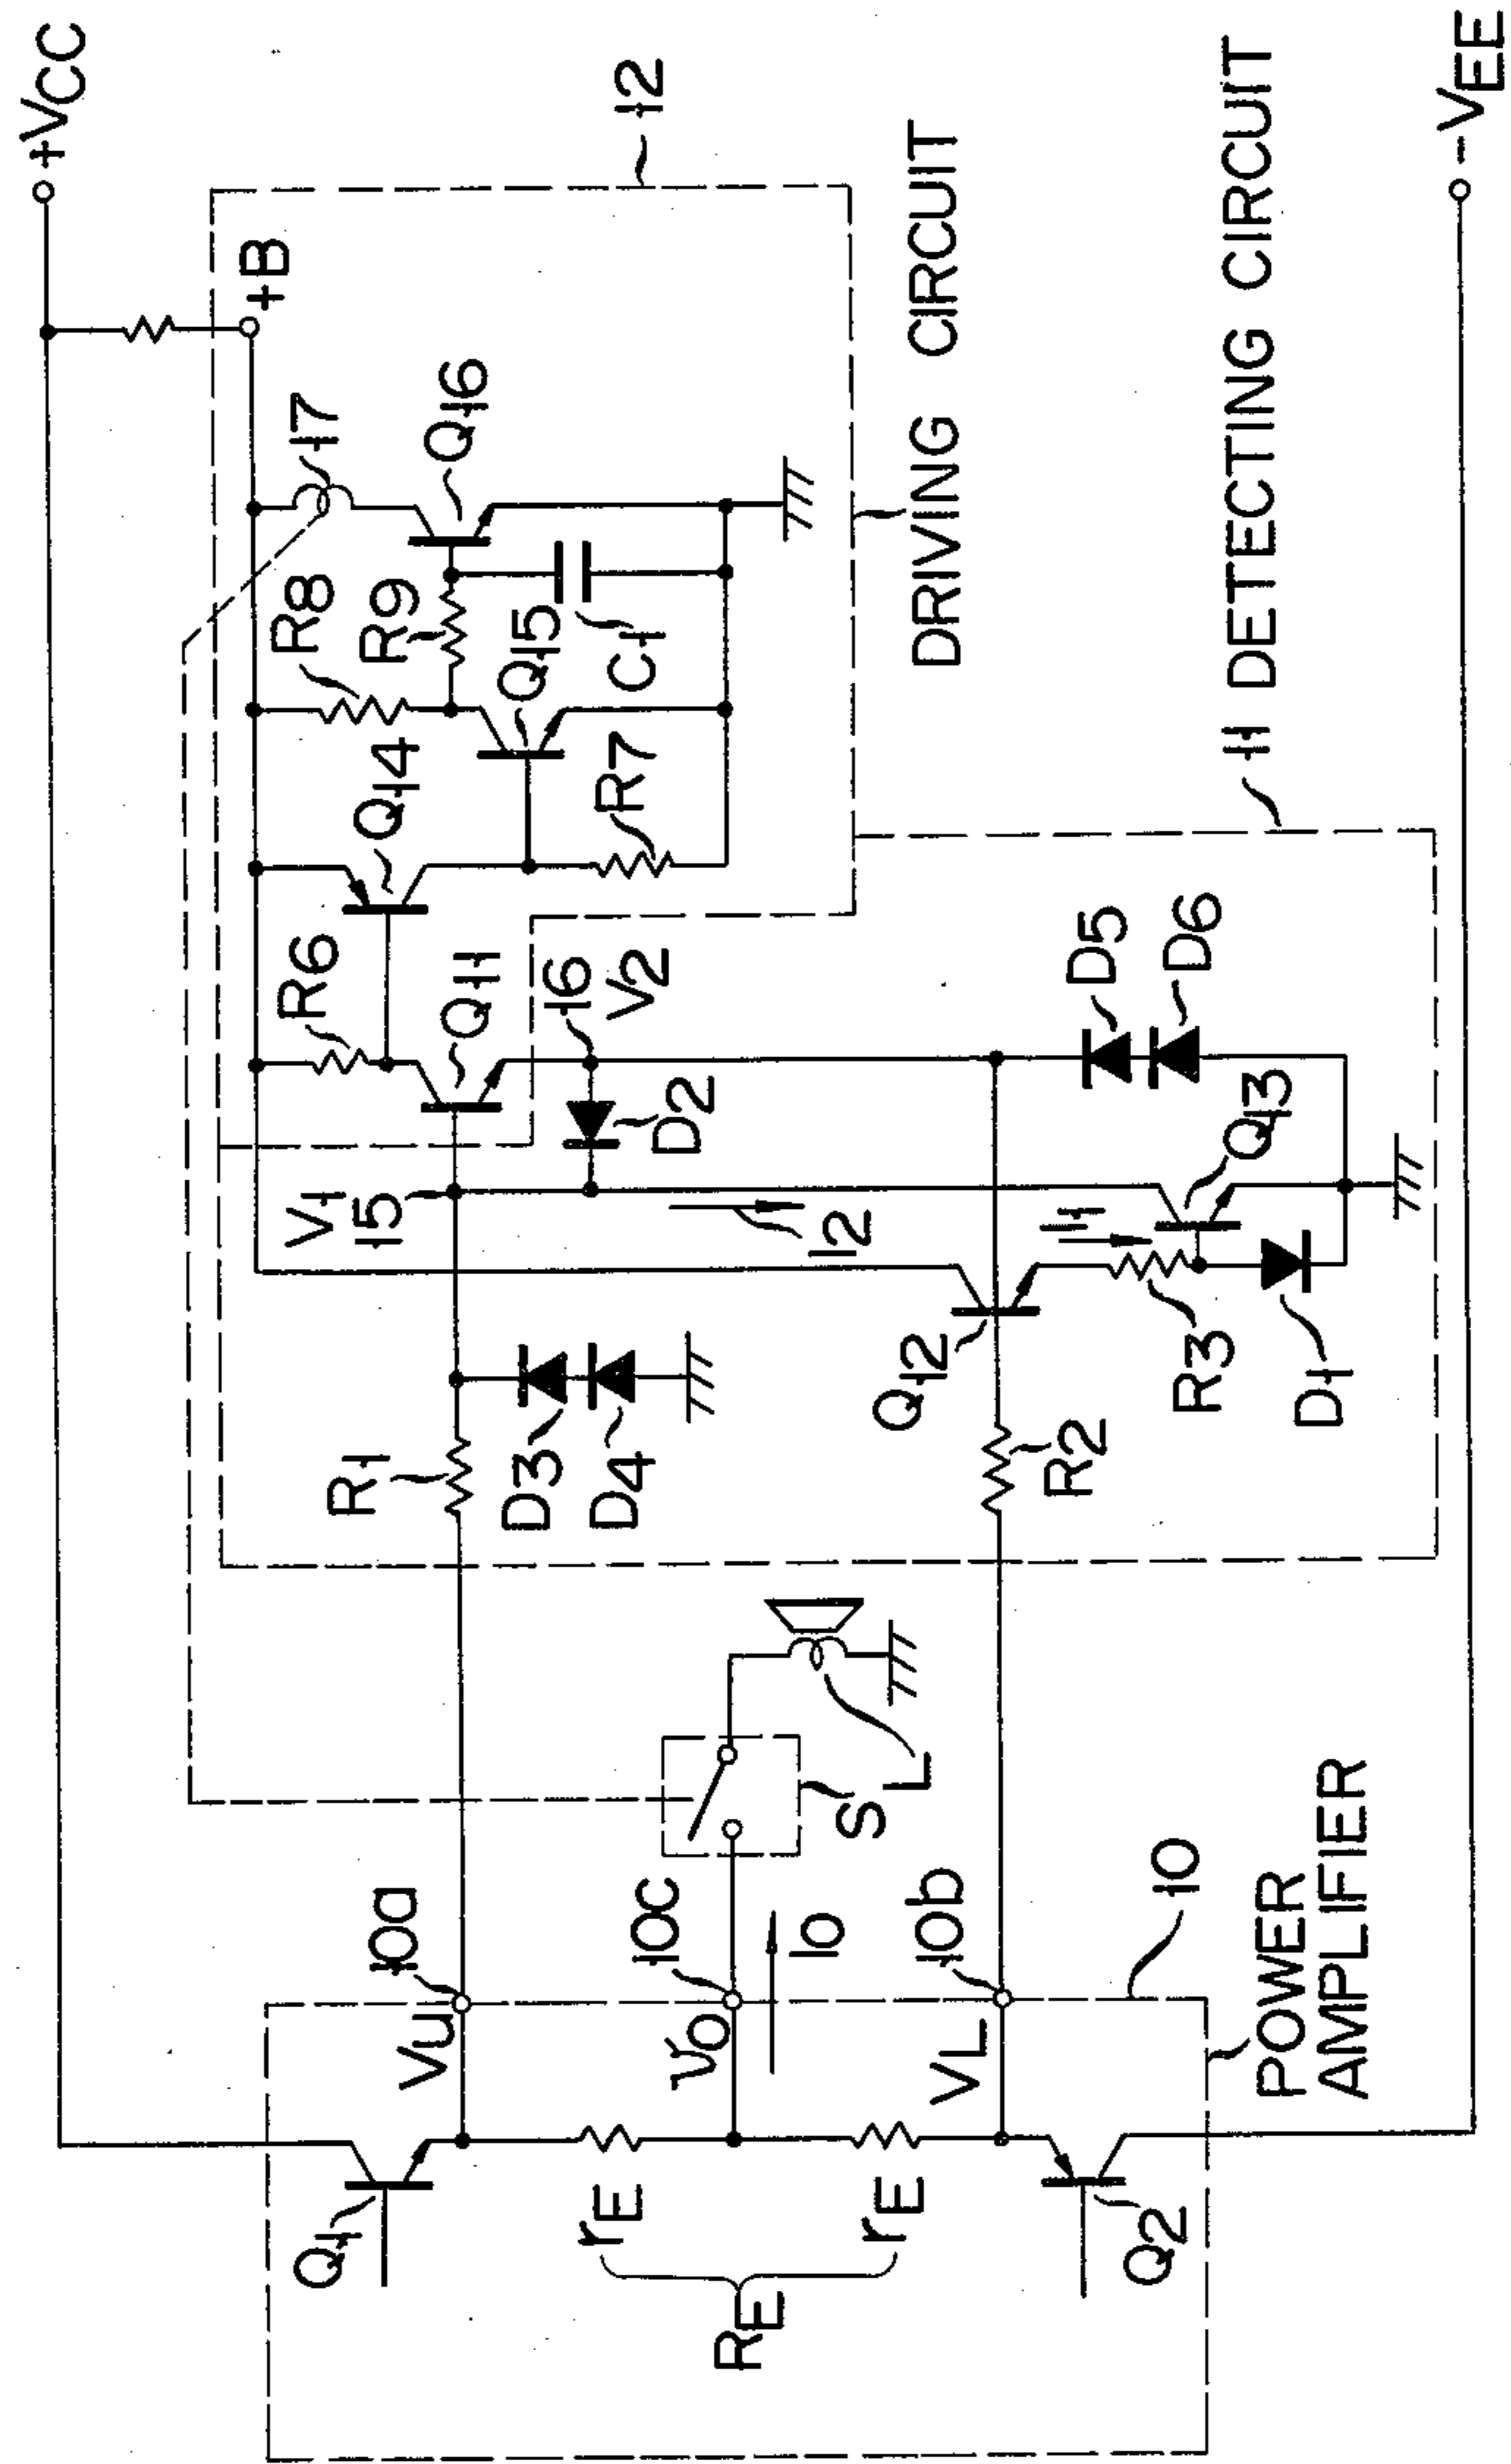 +VCC
+B
17
R8
R6
R1
V1
15
10a
Q1
VU
R9
Q14
Q16
Q11
Q15
C1
16
V2
12
R7
D2
D3
D4
I2
S
L
10c
vO
IO
rE
rE
RE
DRIVING CIRCUIT
Q12
10b
VL
R2
I1
D5
D6
R3
Q13
D1
Q2
10
11 DETECTING CIRCUIT
POWER
AMPLIFIER
-VEE